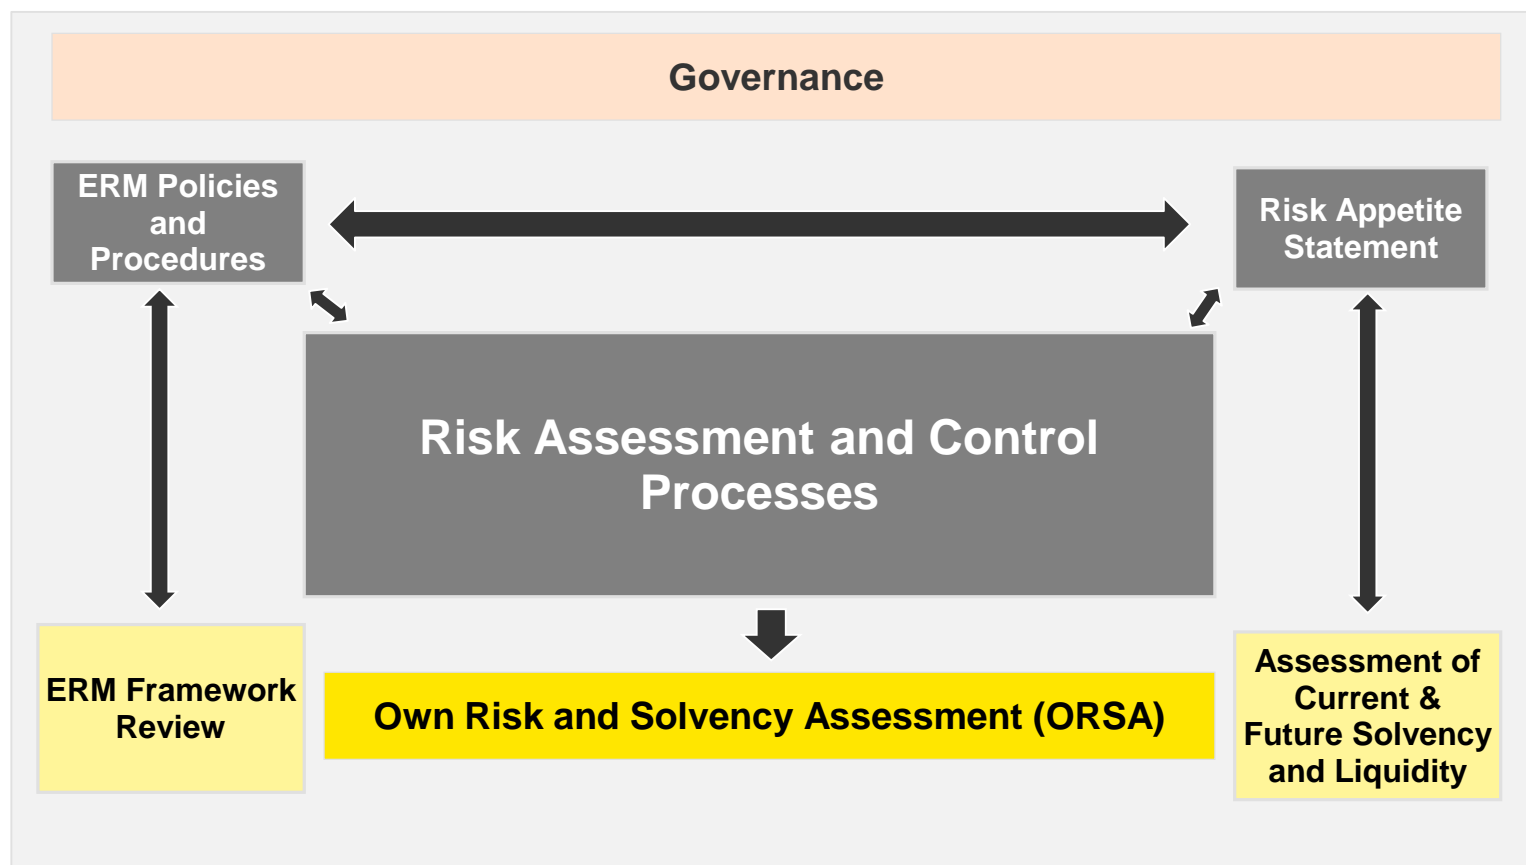 Governance
ERM Policies
and
Procedures
Risk Appetite
Statement
Risk Assessment and Control
Processes
ERM Framework
Review
Own Risk and Solvency Assessment (ORSA)
Assessment of
Current &
Future Solvency
and Liquidity